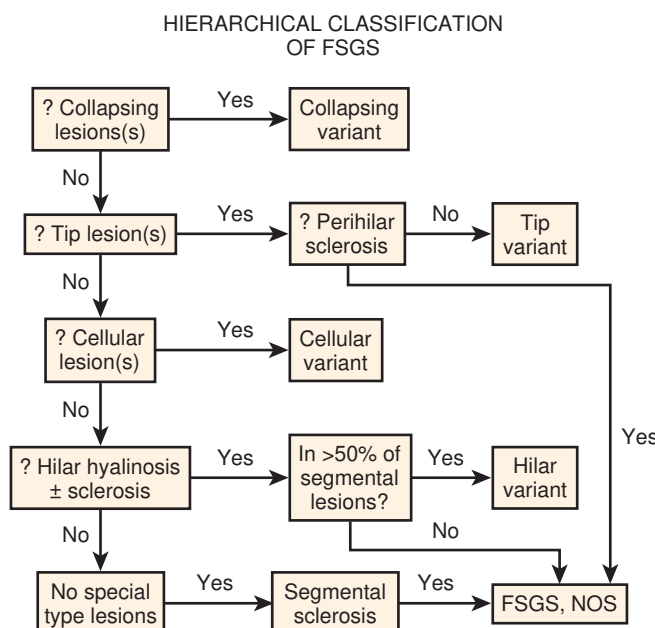 HIERARCHICAL CLASSIFICATION
OF FSGS
? Collapsing
lesions(s)
Yes
Collapsing
variant
No
? Tip lesion(s)
Yes
? Perihilar
sclerosis
No
Tip
variant
No
? Cellular
lesion(s)
Yes
Cellular
variant
Yes
No
? Hilar hyalinosis
± sclerosis
Yes
In >50% of
segmental
lesions?
Yes
Hilar
variant
No
No
No special
type lesions
Yes
Segmental
sclerosis
Yes
FSGS, NOS